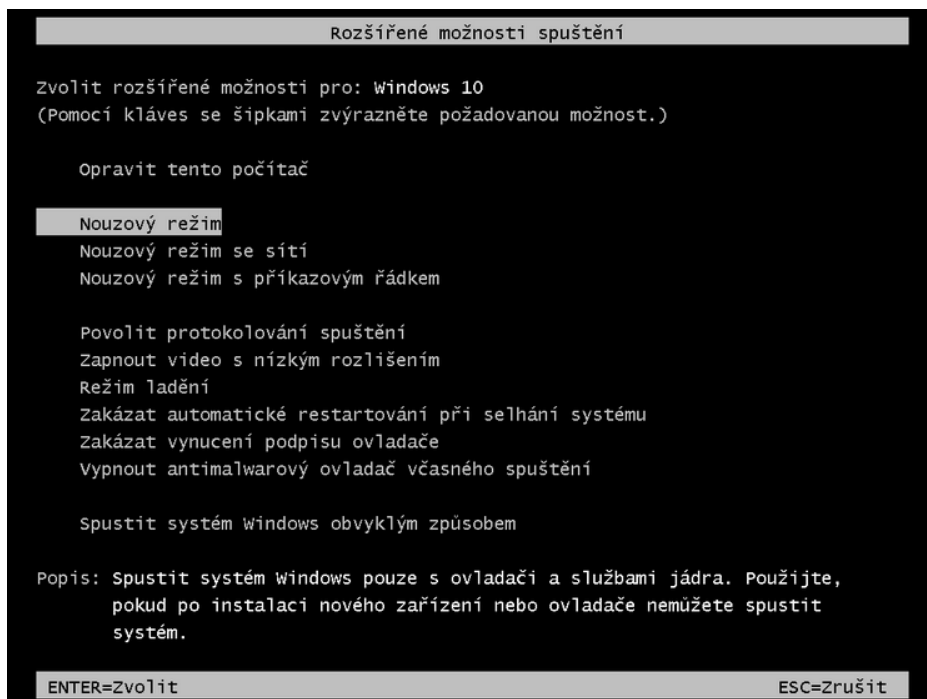 Rozšířené možnosti spuštění
Zvolit rozšířené možnosti pro: Windows 10
(Pomocí kláves se šipkami zvýrazněte požadovanou možnost.)
Opravit tento počítač
Nouzový režim
Nouzový režim se sítí
Nouzový režim s příkazovým řádkem
Povolit protokolování spuštění
Zapnout video s nízkým rozlišením
Režim ladění
Zakázat automatické restartování při selhání systému
Zakázat vynucení podpisu ovladače
Vypnout antimalwarový ovladač včasného spuštění
Spustit systém Windows obvyklým způsobem
Popis: Spustit systém Windows pouze s ovladači a službami jádra. Použijte,
pokud po instalaci nového zařízení nebo ovladače nemůžete spustit
systém.
ENTER=Zvolit ESC=Zrušit